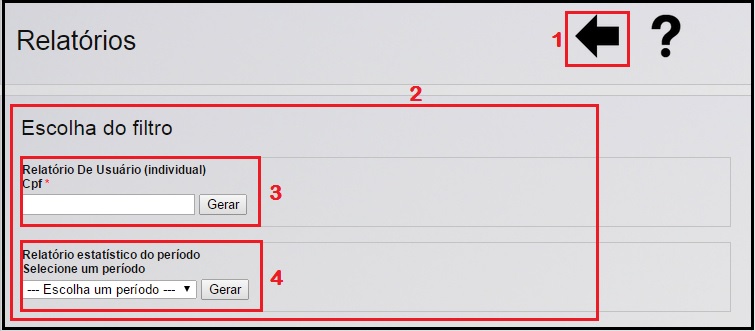 Relatórios
1
?
2
Escolha do filtro
Relatório De Usuário (individual)
Cpf *
Gerar
3
Relatório estatístico do período
Selecione um período
--- Escolha um período --- Gerar
4